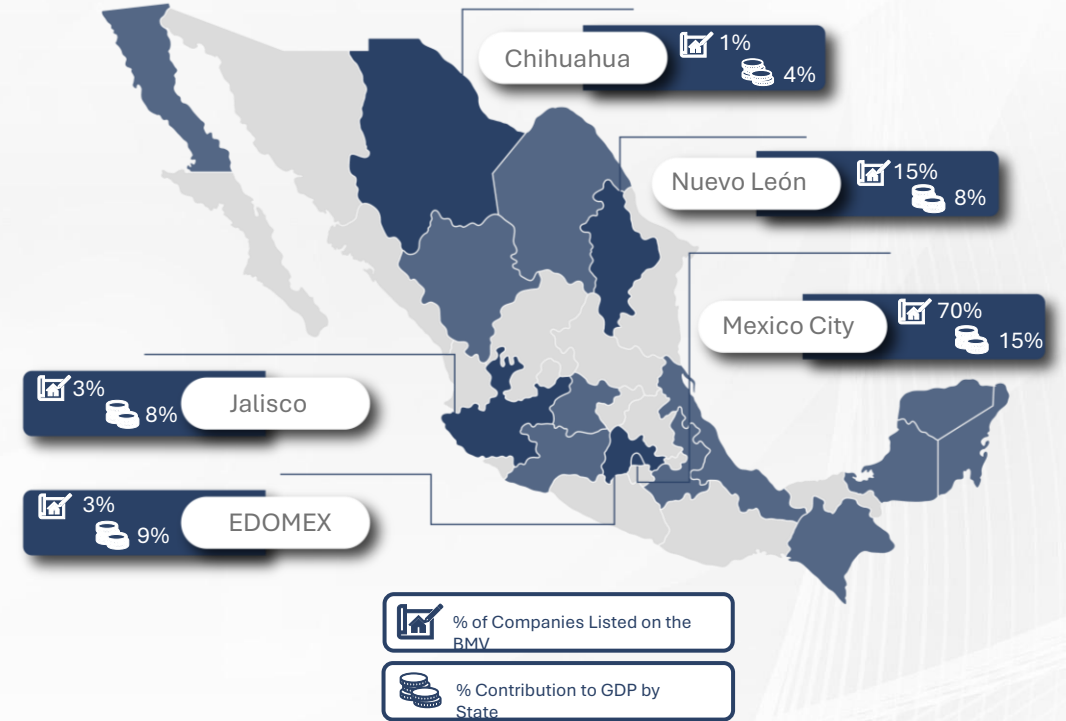 Chihuahua
1%
4%
Nuevo León
15%
8%
Mexico City
70%
15%
3%
8%
Jalisco
3%
9%
EDOMEX
% of Companies Listed on the
BMV
% Contribution to GDP by
State